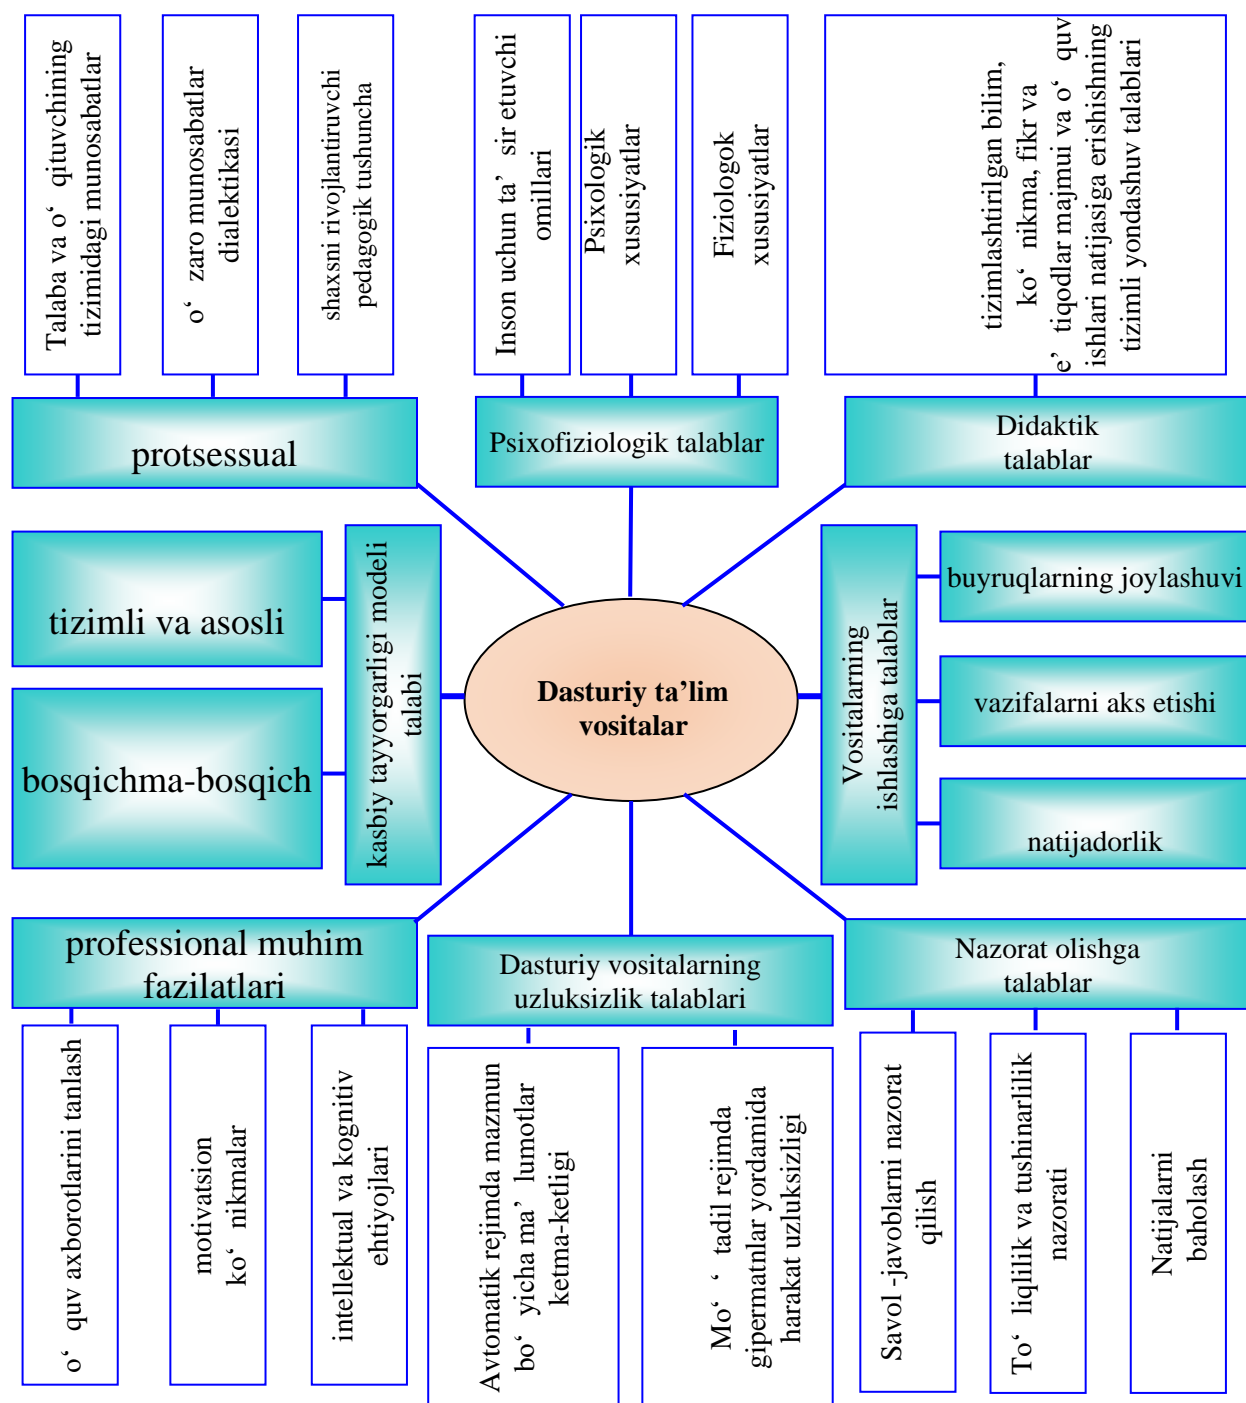 Talaba va o‘ qituvchining
tizimidagi munosabatlar
o‘ zaro munosabatlar
dialektikasi
shaxsni rivojlantiruvchi
pedagogik tushuncha
Inson uchun ta’ sir etuvchi
omillari
Psixologik
xususiyatlar
Fiziologok
xususiyatlar
tizimlashtirilgan bilim,
ko‘ nikma, fikr va
e’ tiqodlar majmui va o‘ quv
ishlari natijasiga erishishning
tizimli yondashuv talablari
protsessual
Psixofiziologik talablar
Didaktik
talablar
tizimli va asosli
bosqichma-bosqich
kasbiy tayyorgarligi modeli
talabi
Dasturiy ta’lim
vositalar
Vositalarning
ishlashiga talablar
buyruqlarning joylashuvi
vazifalarni aks etishi
natijadorlik
professional muhim
fazilatlari
Dasturiy vositalarning
uzluksizlik talablari
Nazorat olishga
talablar
o‘ quv axborotlarini tanlash
motivatsion
ko‘ nikmalar
intellektual va kognitiv
ehtiyojlari
Avtomatik rejimda mazmun
bo‘ yicha ma’ lumotlar
ketma-ketligi
Mo‘ ‘ tadil rejimda
gipermatnlar yordamida
harakat uzluksizligi
Savol -javoblarni nazorat
qilish
To‘ liqlilik va tushinarlilik
nazorati
Natijalarni
baholash